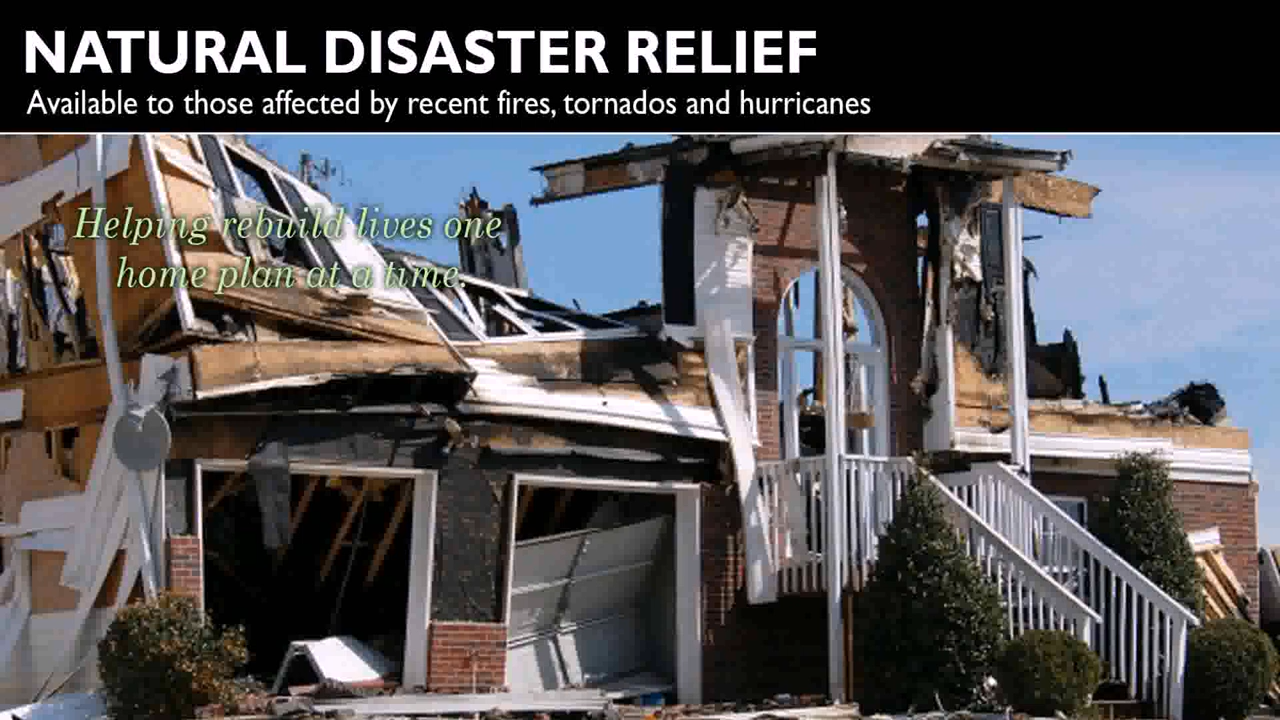 NATURAL DISASTER RELIEF
Available to those affected by recent fires, tornados and hurricanes
Helping rebuild lives one
home plan at a time.